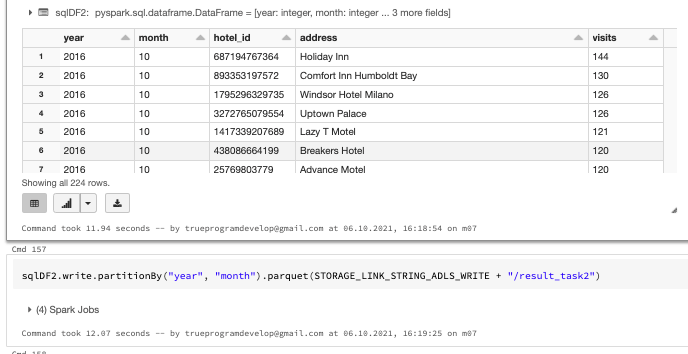 sqlDF2: pyspark.sql.dataframe.DataFrame = [year: integer, month: integer ... 3 more fields]
year month hotel_id address visits
1 2016 10 687194767364 Holiday Inn 144
2 2016 10 893353197572 Comfort Inn Humboldt Bay 130
3 2016 10 1795296329735 Windsor Hotel Milano 126
4 2016 10 3272765079554 Uptown Palace 126
5 2016 10 1417339207689 Lazy T Motel 121
6 2016 10 438086664199 Breakers Hotel 120
7 2016 10 25769803779 Advance Motel 120
Showing all 224 rows.
Command took 11.94 seconds -- by trueprogramdevelop@gmail.com at 06.10.2021, 16:18:54 on m07
Cmd 157
sqlDF2.write.partitionBy("year", "month").parquet(STORAGE_LINK_STRING_ADLS_WRITE + "/result_task2")
(4) Spark Jobs
Command took 12.07 seconds -- by trueprogramdevelop@gmail.com at 06.10.2021, 16:19:25 on m07
Cmd 158